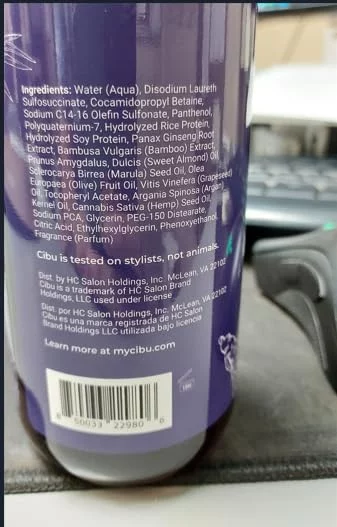 Ingredients: Water (Aqua), Disodium Laureth
Sulfosuccinate, Cocamidopropyl Betaine,
Sodium C14-16 Olefin Sulfonate, Panthenol,
Polyquaternium-7, Hydrolyzed Rice Protein,
Hydrolyzed Soy Protein, Panax Ginseng Root
Extract, Bambusa Vulgaris (Bamboo) Extract,
Prunus Amygdalus, Dulcis (Sweet Almond) Oil,
Sclerocarya Birrea (Marula) Seed Oil, Olea
Europaea (Olive) Fruit Oil, Vitis Vinefera (Grapeseed)
Oil, Tocopheryl Acetate, Argania Spinosa (Argan)
Kernel Oil, Cannabis Sativa (Hemp) Seed Oil,
Sodium PCA, Glycerin, PEG-150 Distearate,
Citric Acid, Ethylhexylglycerin, Phenoxyethanol,
Fragrance (Parfum)
Cibu is tested on stylists, not animals.
Dist. by HC Salon Holdings, Inc. McLean, VA 22102
Cibu is a trademark of HC Salon Brand
Holdings, LLC used under license
Dist. por HC Salon Holdings, Inc. McLean, VA 22102
Cibu es una marca registrada de HC Salon
Brand Holdings LLC utilizada bajo licencia
Learn more at mycibu.com
60033 22980 6